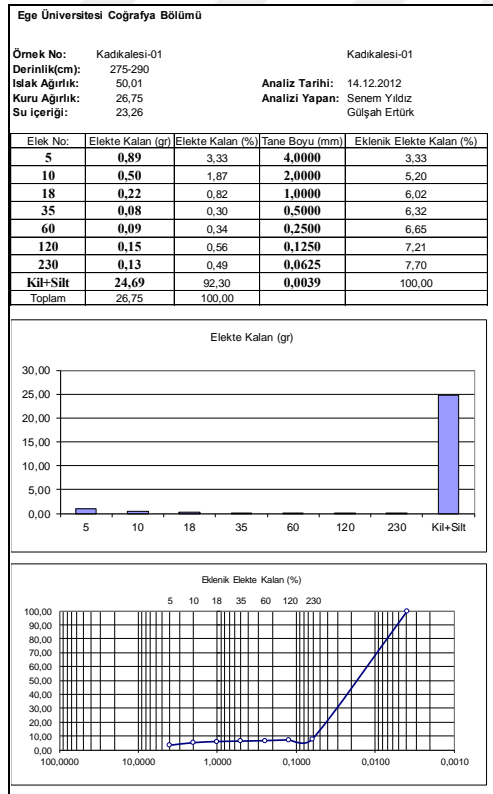 Ege Üniversitesi Coğrafya Bölümü
Örnek No: Kadıkalesi-01 Kadıkalesi-01
Derinlik(cm): 275-290
Islak Ağırlık: 50,01 Analiz Tarihi: 14.12.2012
Kuru Ağırlık: 26,75 Analizi Yapan: Senem Yıldız
Su içeriği: 23,26 Gülşah Ertürk
Elek No: Elekte Kalan (gr) Elekte Kalan (%) Tane Boyu (mm) Eklenik Elekte Kalan (%)
5 0,89 3,33 4,0000 3,33
10 0,50 1,87 2,0000 5,20
18 0,22 0,82 1,0000 6,02
35 0,08 0,30 0,5000 6,32
60 0,09 0,34 0,2500 6,65
120 0,15 0,56 0,1250 7,21
230 0,13 0,49 0,0625 7,70
Kil+Silt 24,69 92,30 0,0039 100,00
Toplam 26,75 100,00
Elekte Kalan (gr)
30,00
25,00
20,00
15,00
10,00
5,00
0,00
5 10 18 35 60 120 230 Kil+Silt
Eklenik Elekte Kalan (%)
5 10 18 35 60 120 230
100,00
90,00
80,00
70,00
60,00
50,00
40,00
30,00
20,00
10,00
0,00
100,0000 10,0000 1,0000 0,1000 0,0100 0,0010